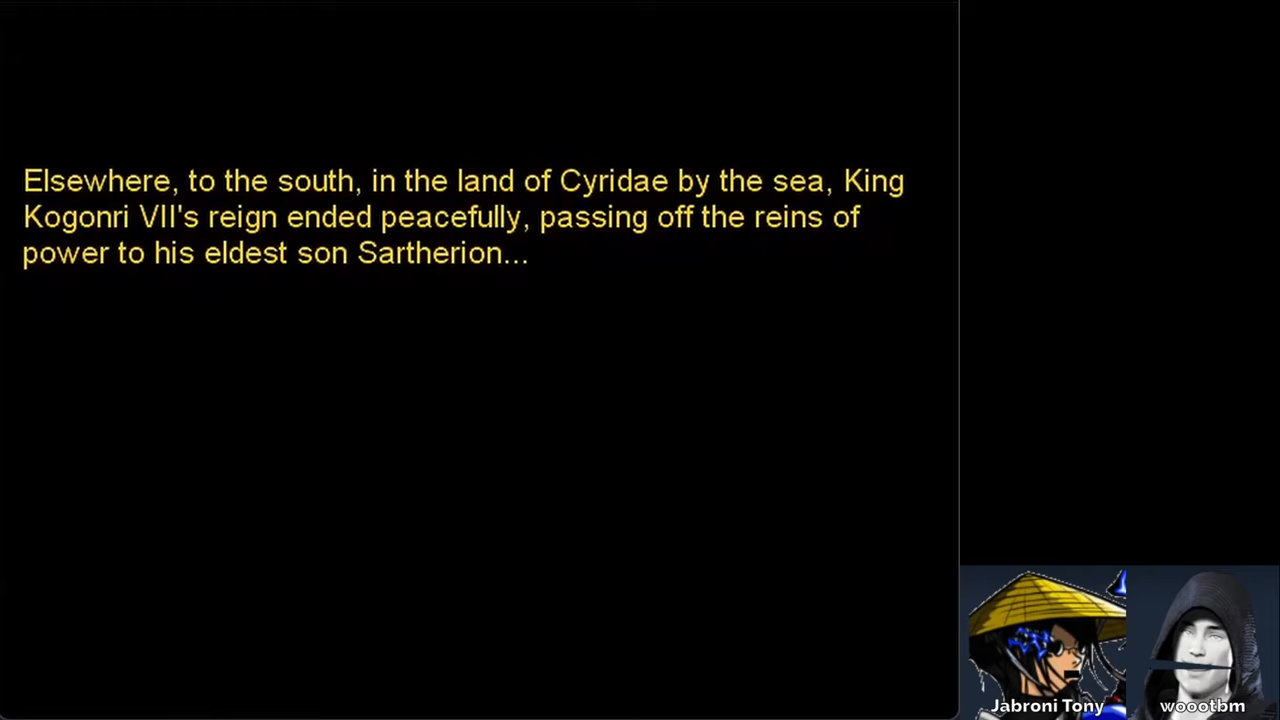 Elsewhere, to the south, in the land of Cyridae by the sea, King
Kogonri VII's reign ended peacefully, passing off the reins of
power to his eldest son Sartherion...
Jabroni Tony
woootbm